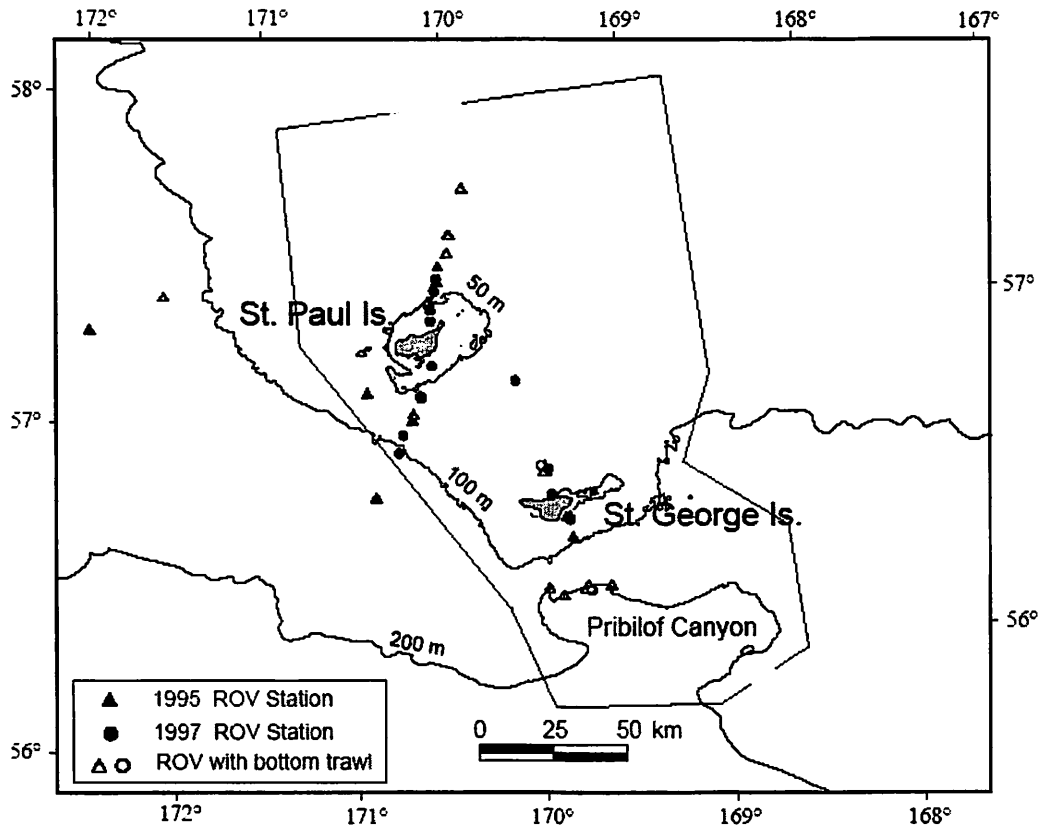 172° 171° 170° 169° 168° 167°
58°
50 m
57°
St. Paul Is.
57°
100 m
St. George Is.
Pribilof Canyon
56°
200 m
1995 ROV Station
1997 ROV Station
ROV with bottom trawl
0 25 50 km
56°
172° 171° 170° 169° 168°